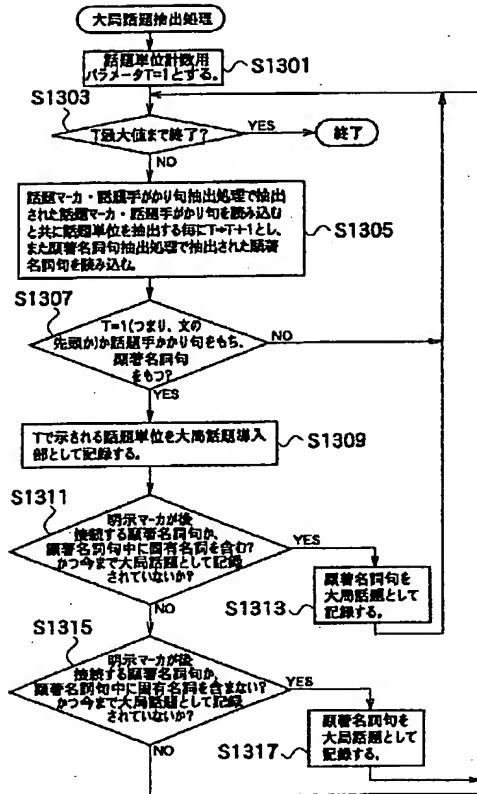 大局話題抽出処理
話題単位計数用
パラメータT=1とする。
S1301
S1303
T最大値まで終了?
YES
終了
NO
話題マーカ・話題手がかり句抽出処理で抽出
された話題マーカ・話題手がかり句を読み込む
と共に話題単位を抽出する毎にT=T+1とし、
また顕著名詞句抽出処理で抽出された顕著
名詞句を読み込む。
S1305
S1307
T=1(つまり、文の
先頭か)か話題手がかり句をもち、
顕著名詞句
をもつ?
NO
YES
Tで示される話題単位を大局話題導入
部として記録する。
S1309
S1311
明示マーカが後
接続する顕著名詞句か、
顕著名詞句中に固有名詞を含む?
かつ今まで大局話題として記録
されていないか?
YES
NO
顕著名詞句を
大局話題として
記録する。
S1313
S1315
明示マーカが後
接続する顕著名詞句か、
顕著名詞句中に固有名詞を含まない?
かつ今まで大局話題として記録
されていないか?
YES
NO
顕著名詞句を
大局話題として
記録する。
S1317